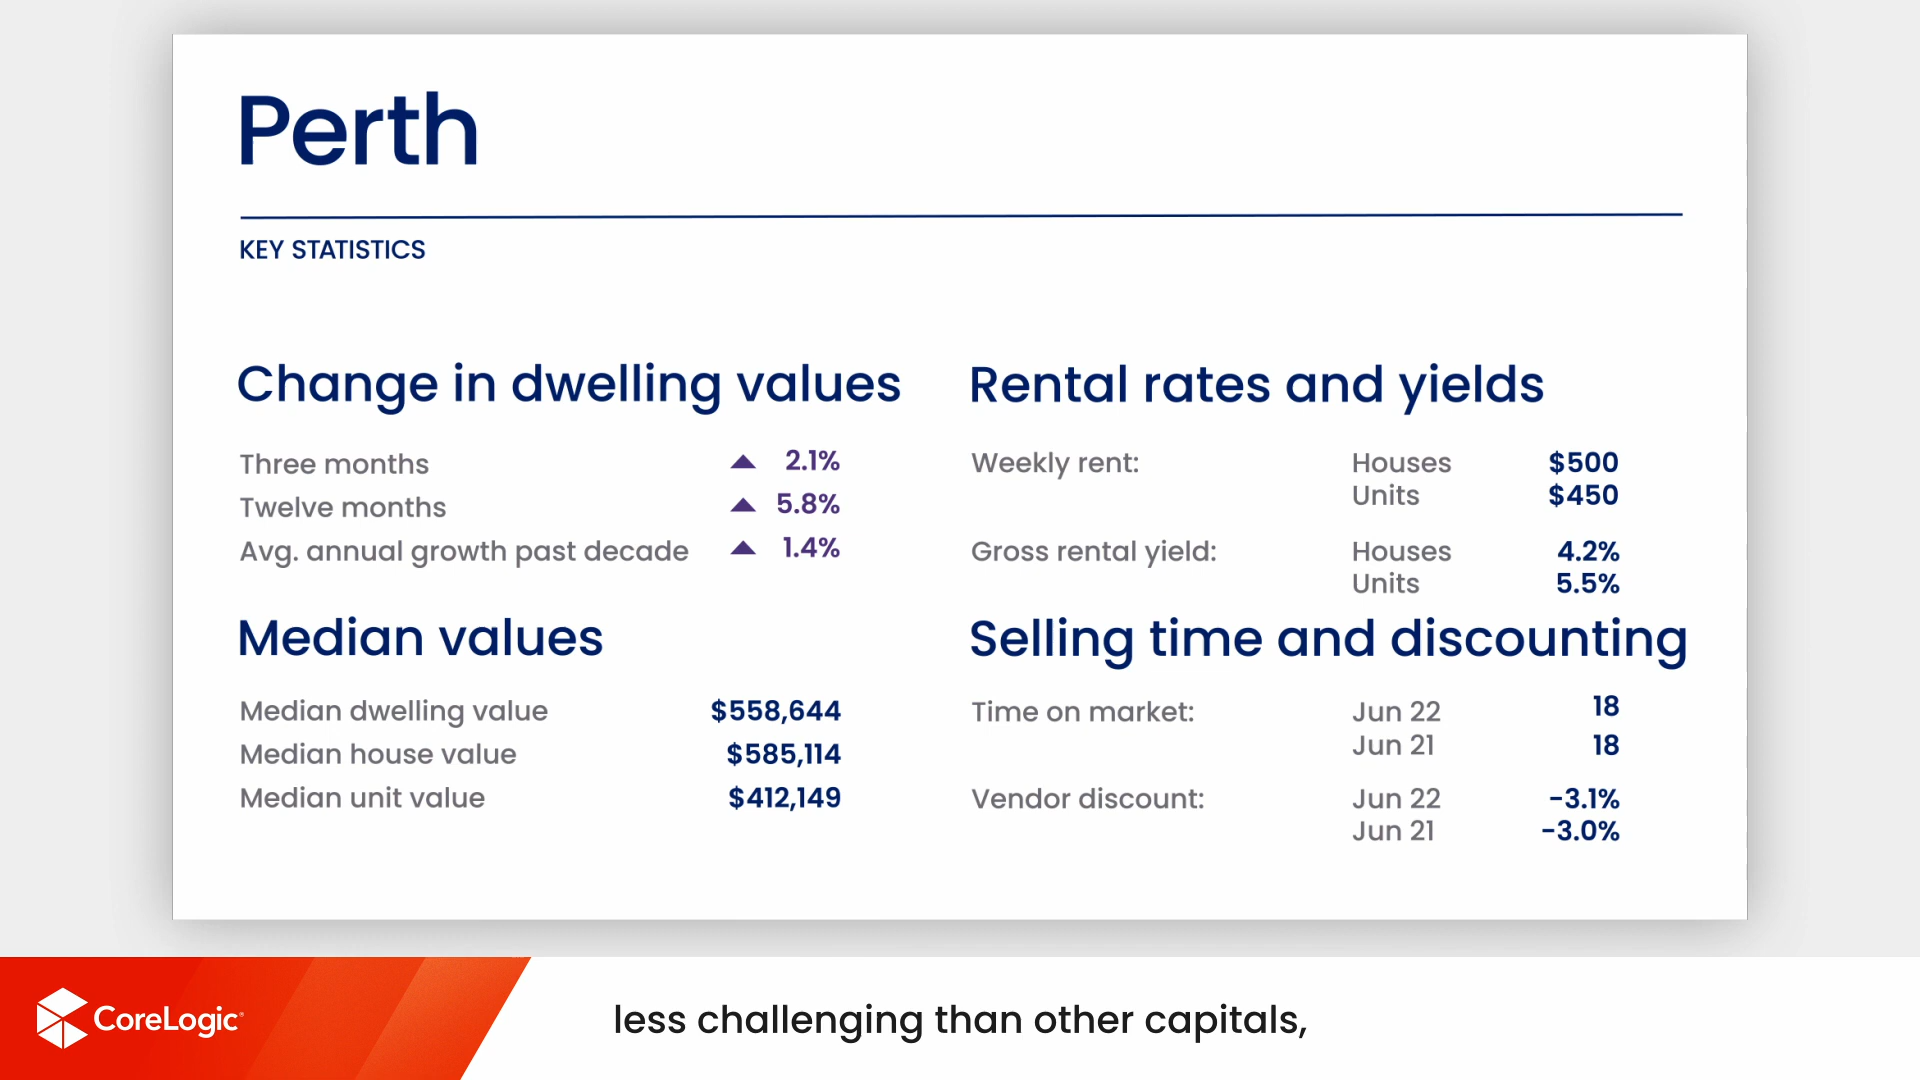 Perth
KEY STATISTICS
Change in dwelling values
Three months 2.1%
Twelve months 5.8%
Avg. annual growth past decade 1.4%
Rental rates and yields
Weekly rent: Houses $500
Units $450
Gross rental yield: Houses 4.2%
Units 5.5%
Median values
Median dwelling value $558,644
Median house value $585,114
Median unit value $412,149
Selling time and discounting
Time on market: Jun 22 18
Jun 21 18
Vendor discount: Jun 22 -3.1%
Jun 21 -3.0%
CoreLogic
less challenging than other capitals,